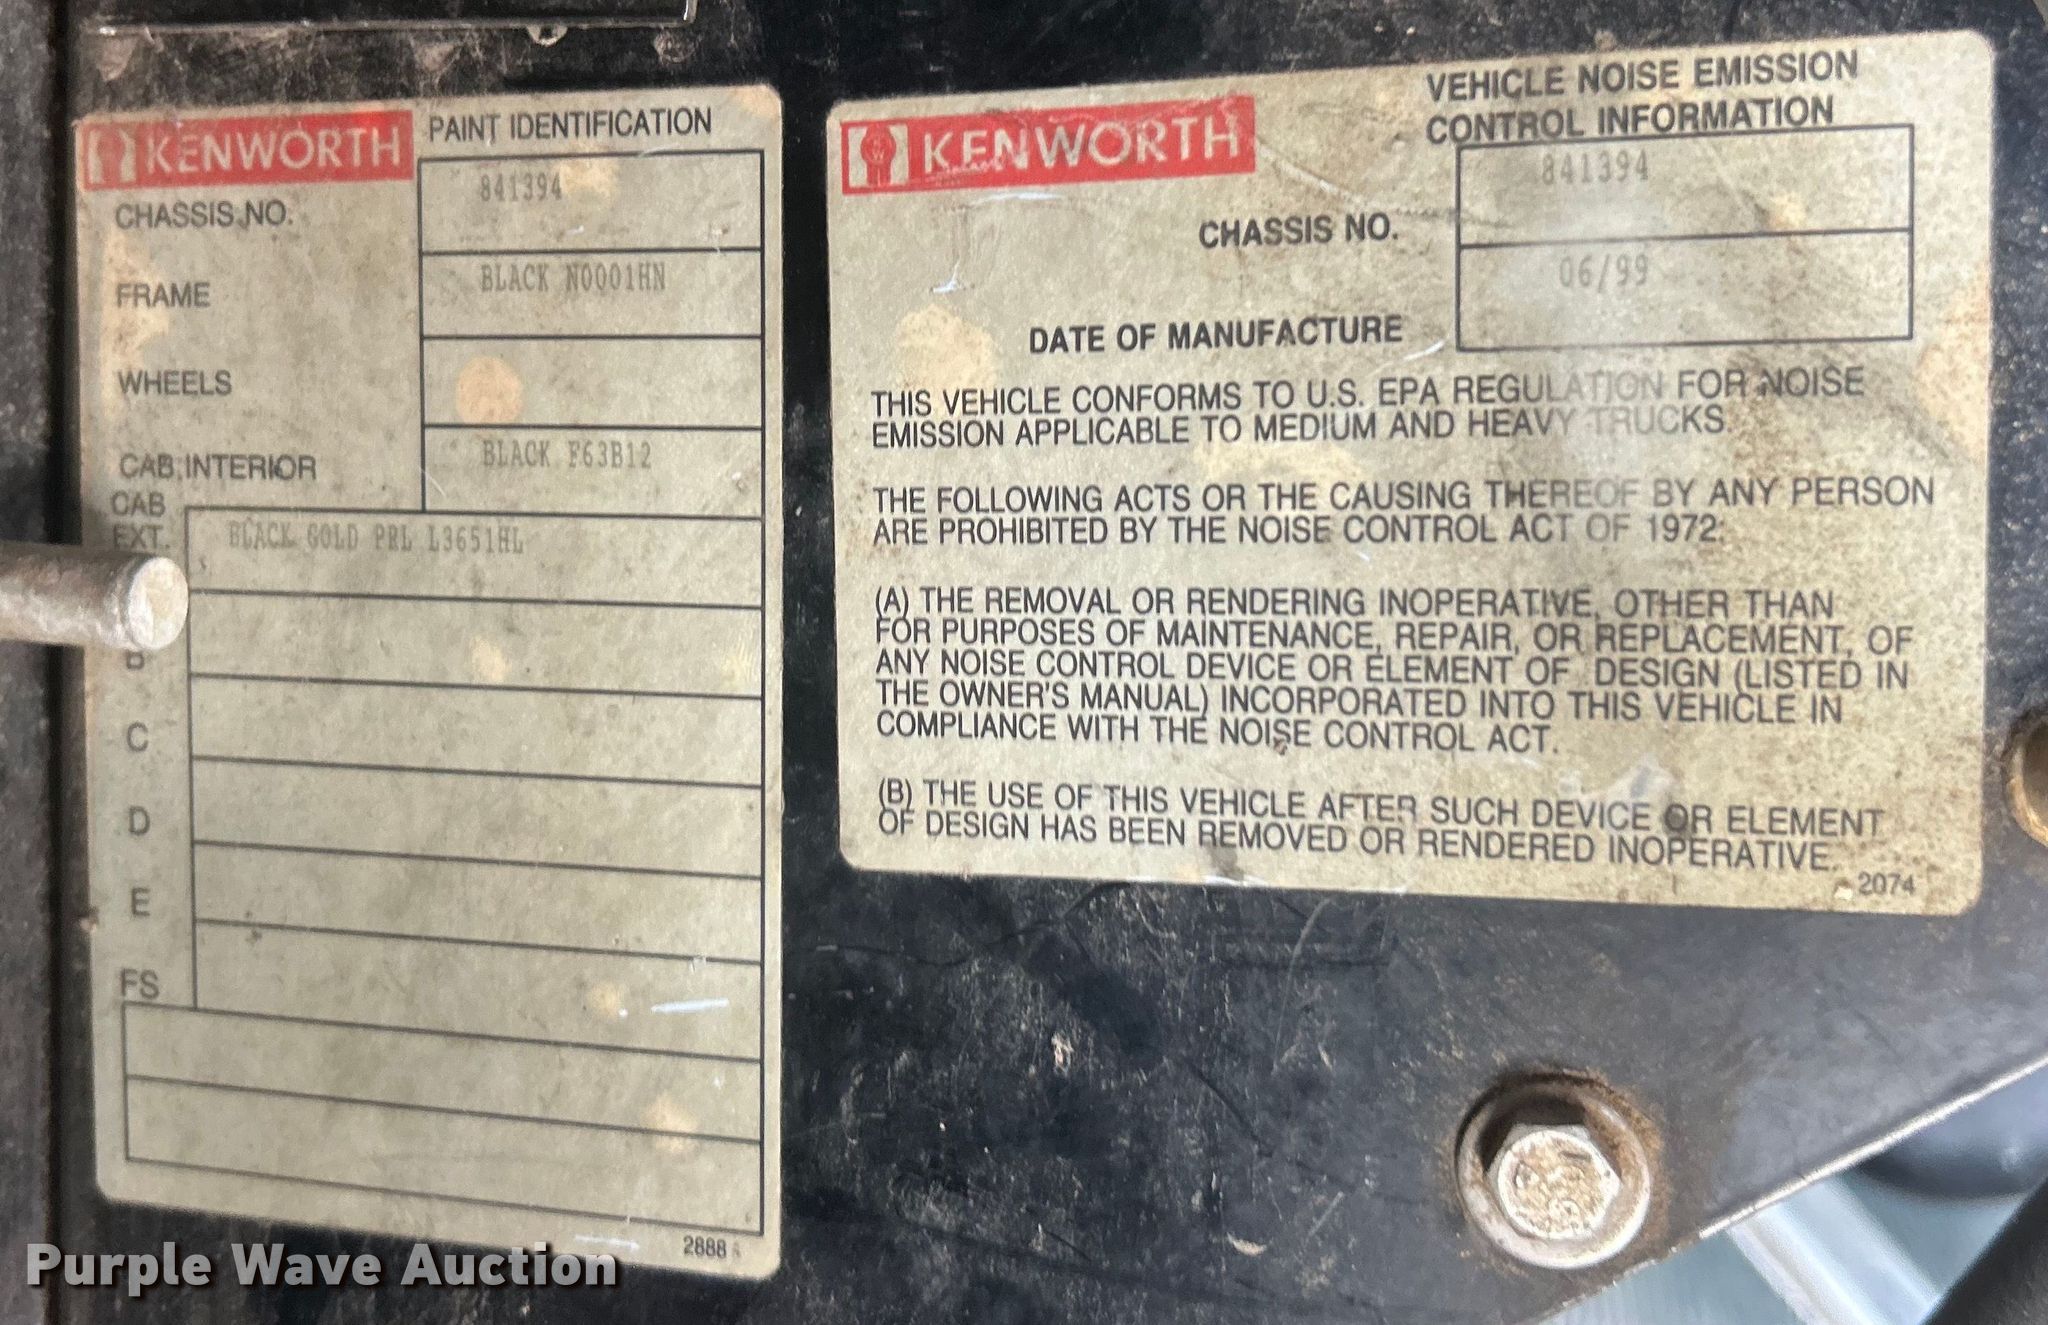 KENWORTH
PAINT IDENTIFICATION
CHASSIS NO.
841394
FRAME
BLACK N0001HN
WHEELS
CAB INTERIOR
BLACK F63B12
CAB
EXT.
BLACK GOLD PRL L3651HL
B
C
D
E
FS
2888
KENWORTH
VEHICLE NOISE EMISSION
CONTROL INFORMATION
CHASSIS NO.
841394
DATE OF MANUFACTURE
06/99
THIS VEHICLE CONFORMS TO U.S. EPA REGULATION FOR NOISE
EMISSION APPLICABLE TO MEDIUM AND HEAVY TRUCKS.
THE FOLLOWING ACTS OR THE CAUSING THEREOF BY ANY PERSON
ARE PROHIBITED BY THE NOISE CONTROL ACT OF 1972:
(A) THE REMOVAL OR RENDERING INOPERATIVE, OTHER THAN
FOR PURPOSES OF MAINTENANCE, REPAIR, OR REPLACEMENT, OF
ANY NOISE CONTROL DEVICE OR ELEMENT OF DESIGN (LISTED IN
THE OWNER'S MANUAL) INCORPORATED INTO THIS VEHICLE IN
COMPLIANCE WITH THE NOISE CONTROL ACT.
(B) THE USE OF THIS VEHICLE AFTER SUCH DEVICE OR ELEMENT
OF DESIGN HAS BEEN REMOVED OR RENDERED INOPERATIVE.
2074
Purple Wave Auction